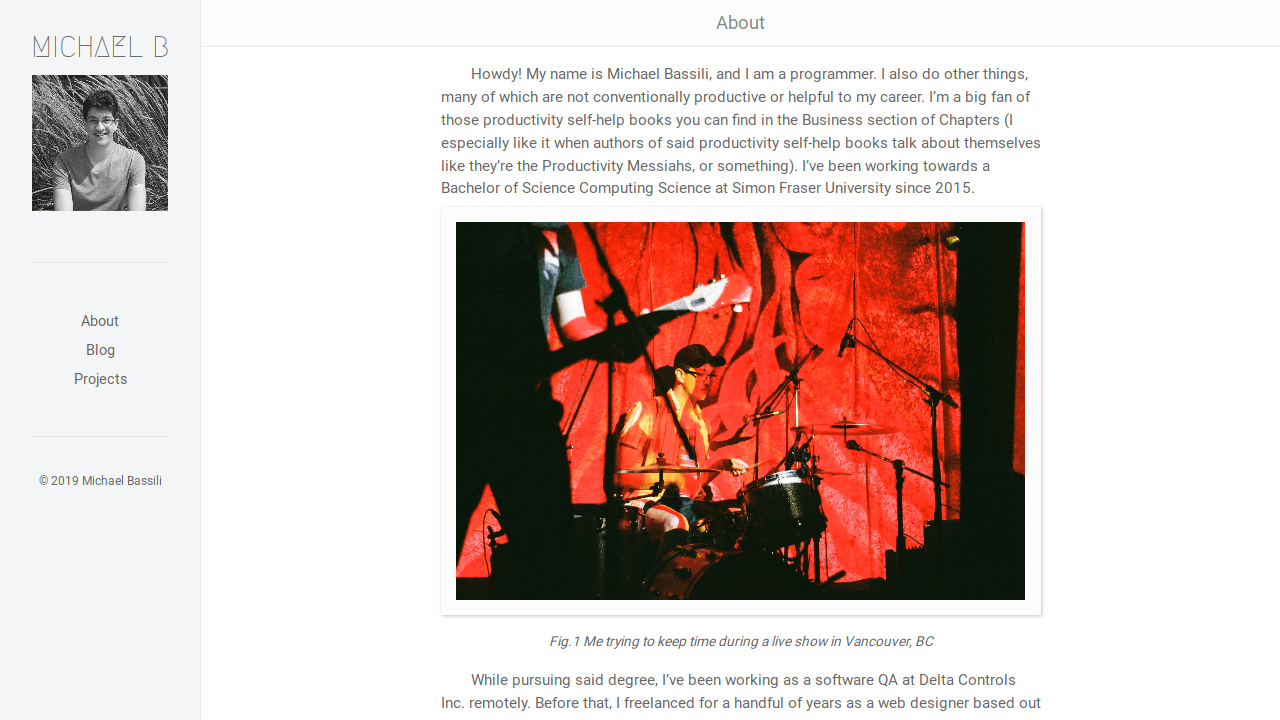 MICHAEL B
About
Blog
Projects
© 2019 Michael Bassili
About
Howdy! My name is Michael Bassili, and I am a programmer. I also do other things,
many of which are not conventionally productive or helpful to my career. I’m a big fan of
those productivity self-help books you can find in the Business section of Chapters (I
especially like it when authors of said productivity self-help books talk about themselves
like they’re the Productivity Messiahs, or something). I’ve been working towards a
Bachelor of Science Computing Science at Simon Fraser University since 2015.
Fig.1 Me trying to keep time during a live show in Vancouver, BC
While pursuing said degree, I’ve been working as a software QA at Delta Controls
Inc. remotely. Before that, I freelanced for a handful of years as a web designer based out